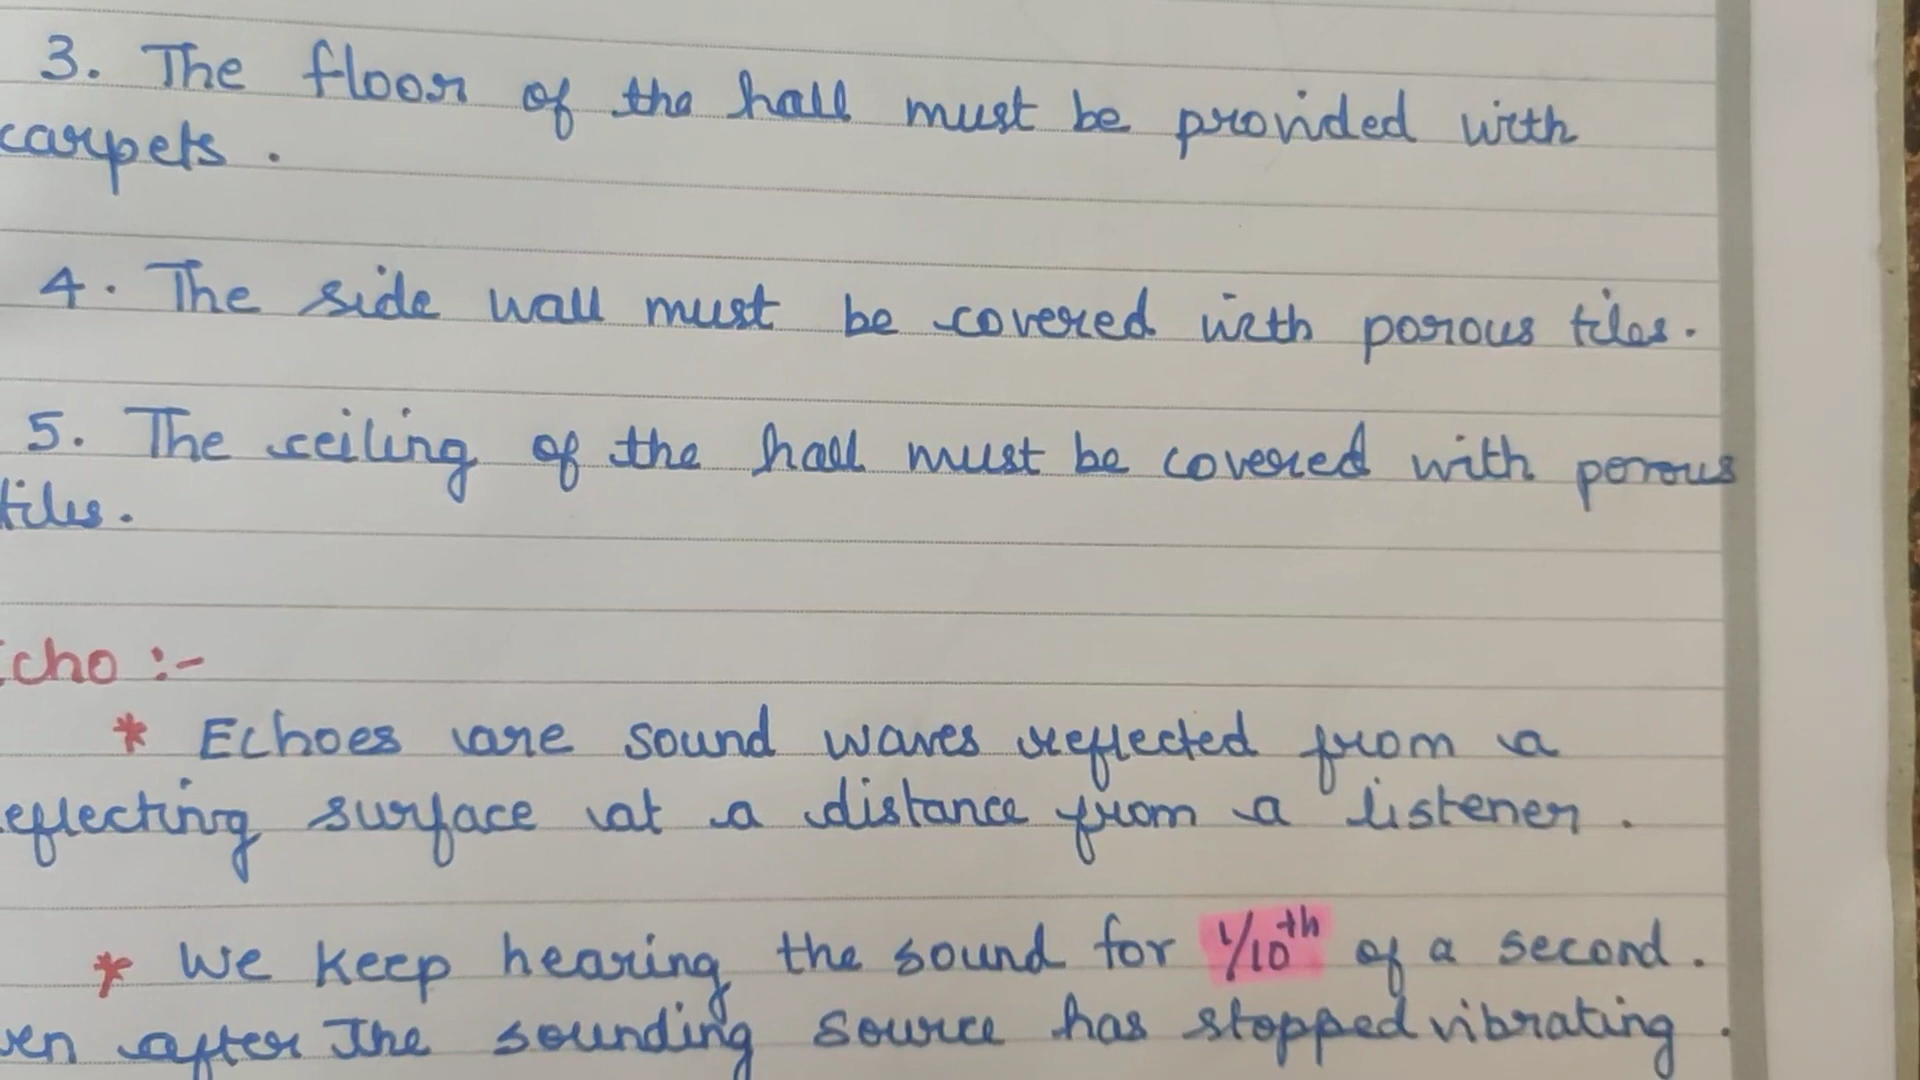 3. The floor of the hall must be provided with
carpets.
4. The side wall must be covered with porous tiles.
5. The ceiling of the hall must be covered with porous
tiles.
cho :-
* Echoes are sound waves reflected from a
eflecting surface at a distance from a listener.
* We keep hearing the sound for 1/10th of a second.
ven after The sounding source has stopped vibrating.